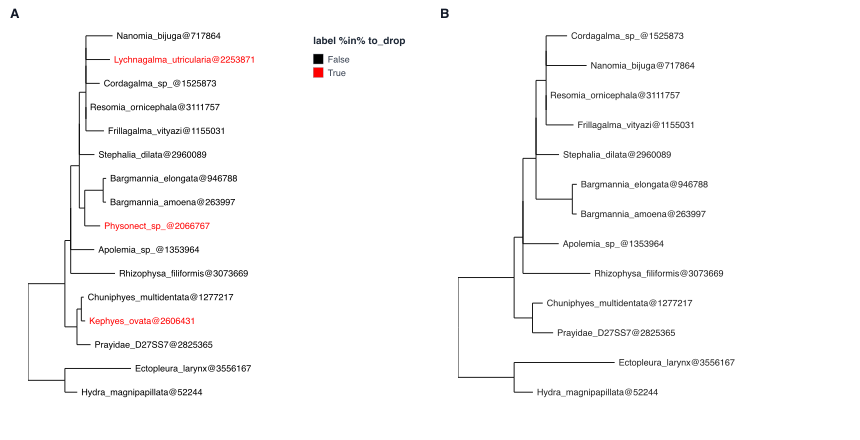 A
Nanomia_bijuga@717864
Lychnagalma_utricularia@2253871
Cordagalma_sp_@1525873
Resomia_ornicephala@3111757
Frillagalma_vityazi@1155031
Stephalia_dilata@2960089
Bargmannia_elongata@946788
Bargmannia_amoena@263997
Physonect_sp_@2066767
Apolemia_sp_@1353964
Rhizophysa_filiformis@3073669
Chuniphyes_multidentata@1277217
Kephyes_ovata@2606431
Prayidae_D27SS7@2825365
Ectopleura_larynx@3556167
Hydra_magnipapillata@52244
label %in% to_drop
False
True
B
Cordagalma_sp_@1525873
Nanomia_bijuga@717864
Resomia_ornicephala@3111757
Frillagalma_vityazi@1155031
Stephalia_dilata@2960089
Bargmannia_elongata@946788
Bargmannia_amoena@263997
Apolemia_sp_@1353964
Rhizophysa_filiformis@3073669
Chuniphyes_multidentata@1277217
Prayidae_D27SS7@2825365
Ectopleura_larynx@3556167
Hydra_magnipapillata@52244